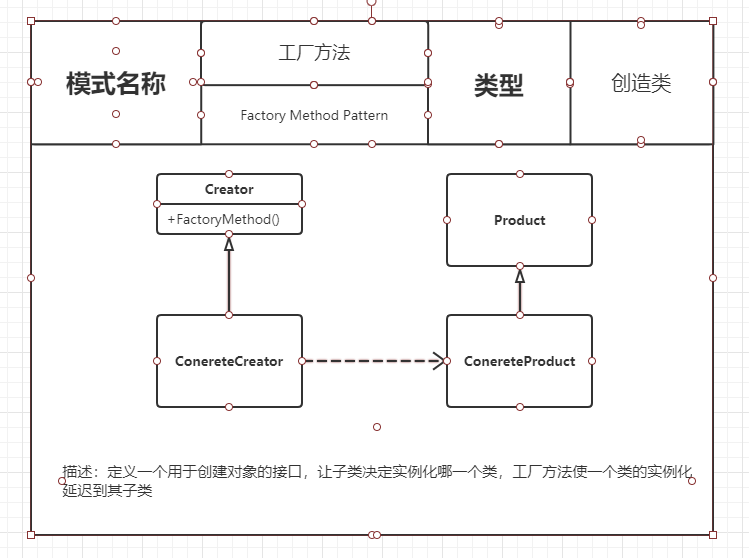 模式名称
工厂方法
Factory Method Pattern
类型
创造类
Creator
+FactoryMethod()
Product
ConereteCreator
ConereteProduct
描述：定义一个用于创建对象的接口，让子类决定实例化哪一个类，工厂方法使一个类的实例化
延迟到其子类